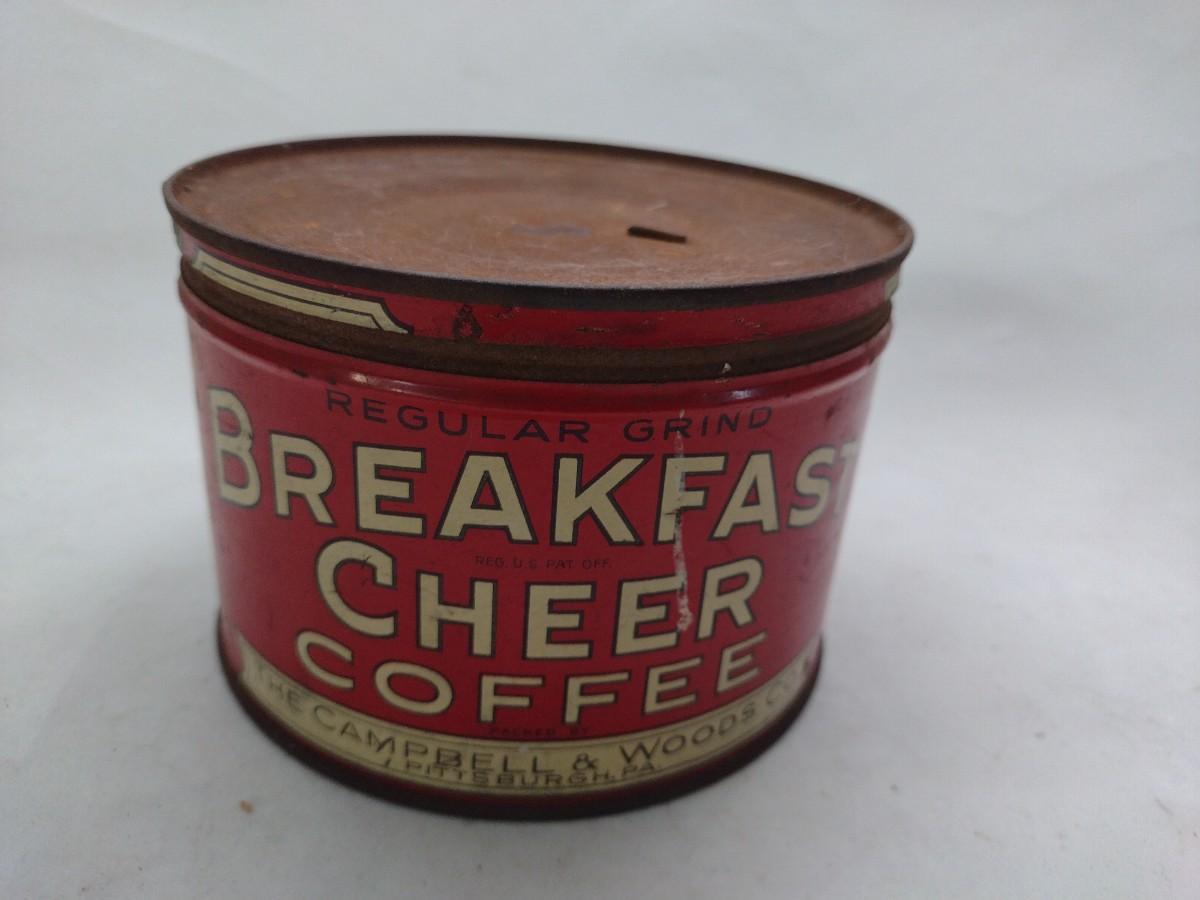 REGULAR GRIND
BREAKFAST
REG. U.S. PAT. OFF.
CHEER
COFFEE
PACKED BY
THE CAMPBELL & WOODS CO.
PITTSBURGH, PA.